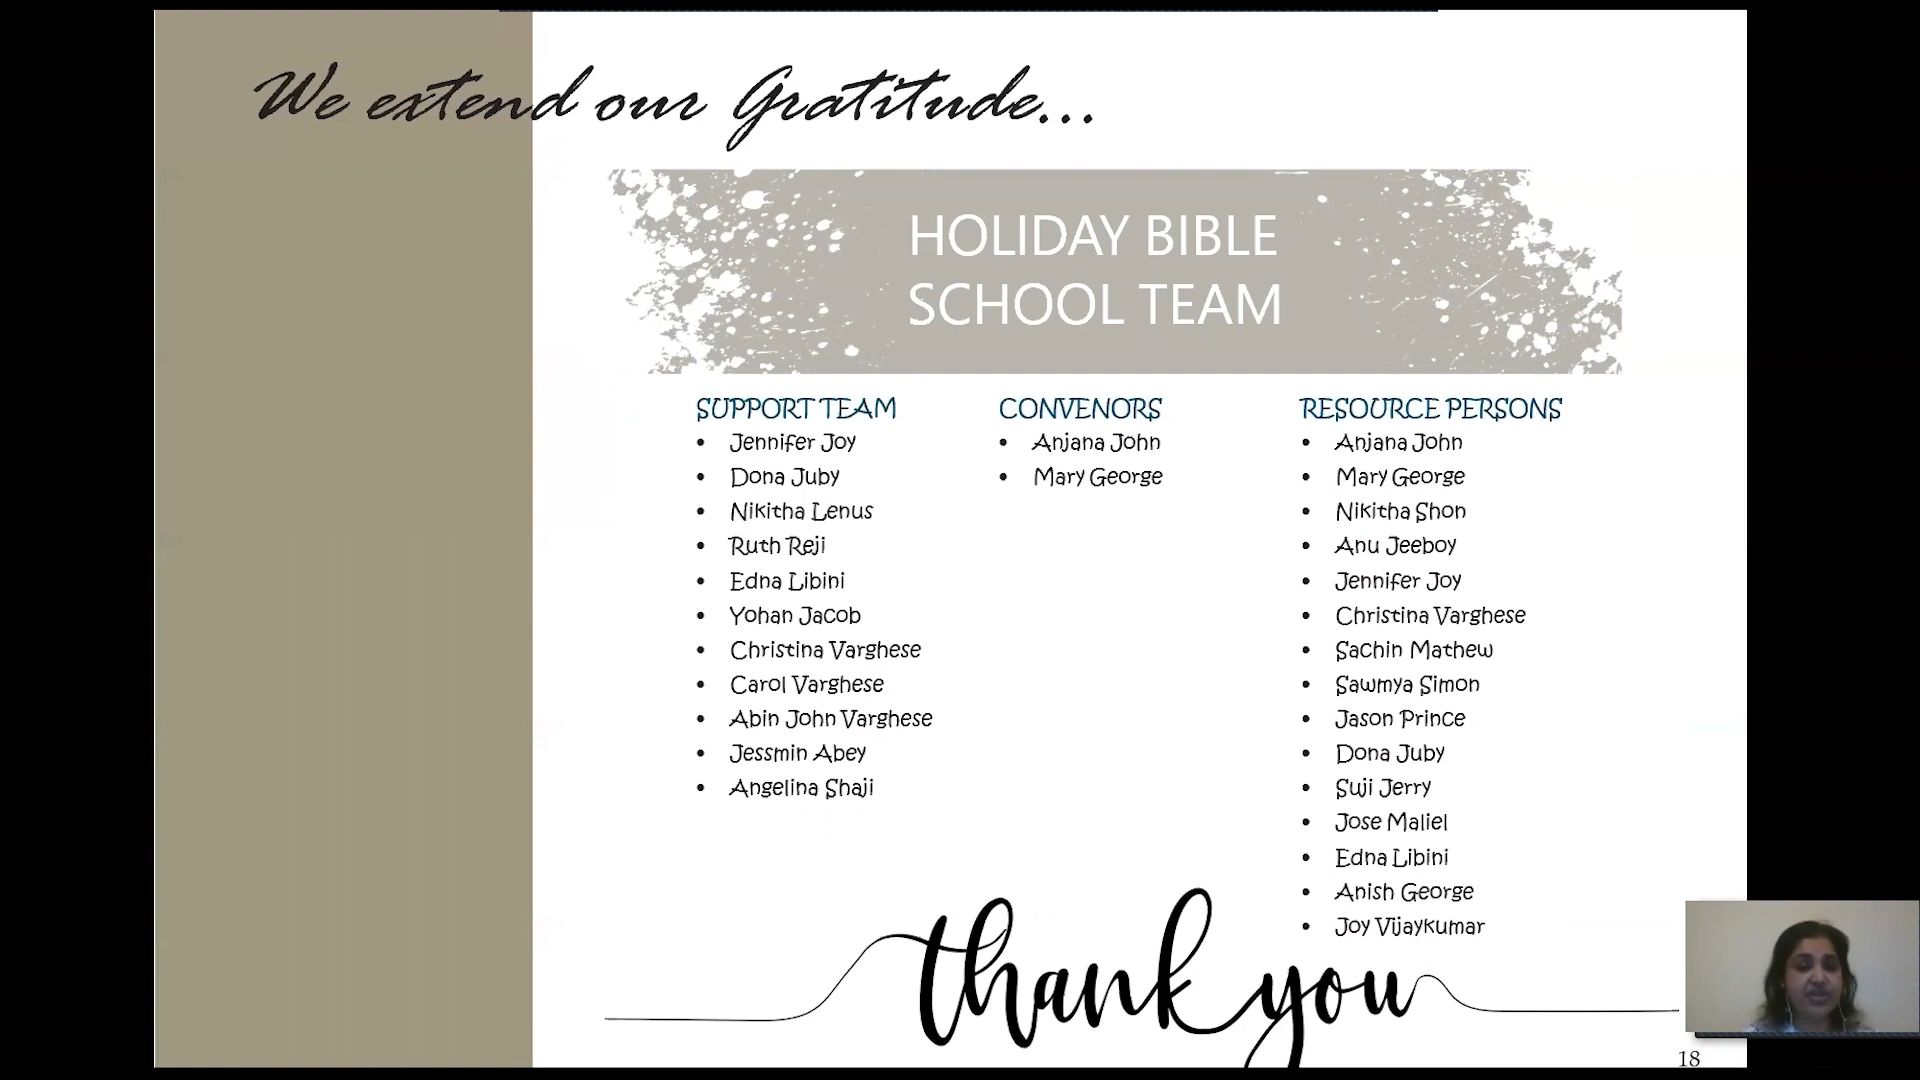 We extend our Gratitude...
HOLIDAY BIBLE
SCHOOL TEAM
SUPPORT TEAM
• Jennifer Joy
• Dona Juby
• Nikitha Lenus
• Ruth Reji
• Edna Libini
• Yohan Jacob
• Christina Varghese
• Carol Varghese
• Abin John Varghese
• Jessmin Abey
• Angelina Shaji
CONVENORS
• Anjana John
• Mary George
RESOURCE PERSONS
• Anjana John
• Mary George
• Nikitha Shon
• Anu Jeeboy
• Jennifer Joy
• Christina Varghese
• Sachin Mathew
• Sawmya Simon
• Jason Prince
• Dona Juby
• Suji Jerry
• Jose Maliel
• Edna Libini
• Anish George
• Joy Vijaykumar
thank you
18